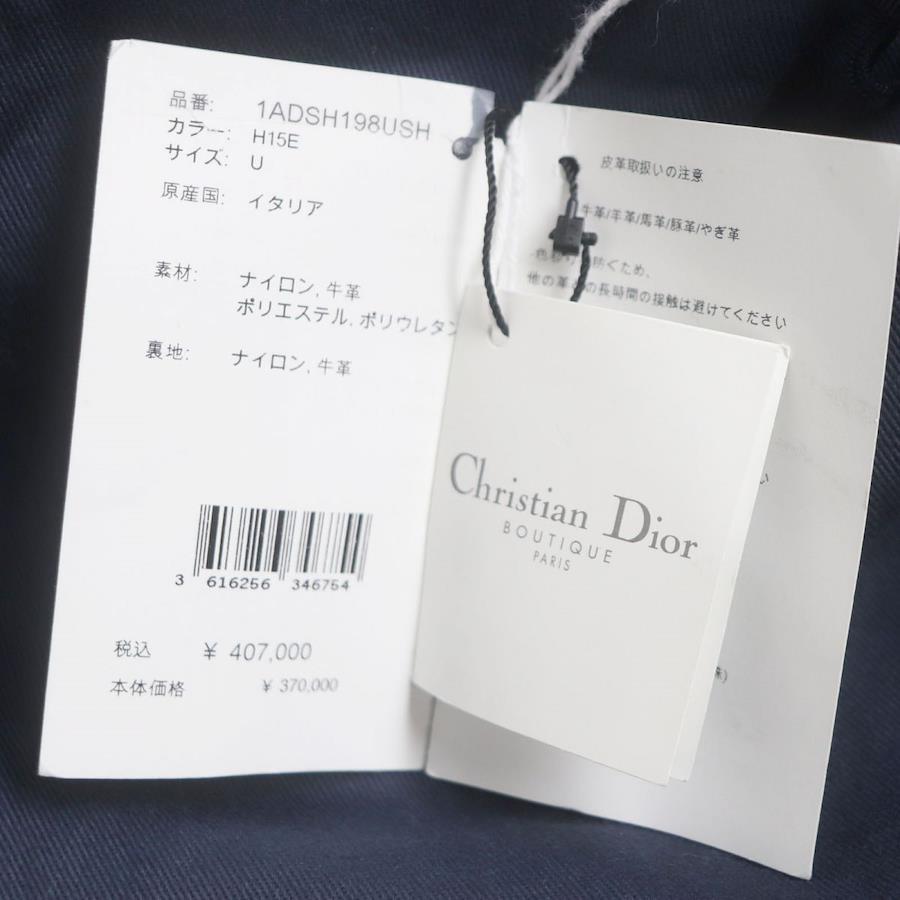 品番: 1ADSH198USH
カラー: H15E
サイズ: U
原産国: イタリア
素材: ナイロン, 牛革
ポリエステル, ポリウレタン
裏地: ナイロン, 牛革
3 616256 346754
税込 ¥ 407,000
本体価格 ¥ 370,000
皮革取扱いの注意
牛革/羊革/馬革/豚革/やぎ革
防ぐため、
他の革 の長時間の接触は避けてください
い
Christian Dior
BOUTIQUE
PARIS